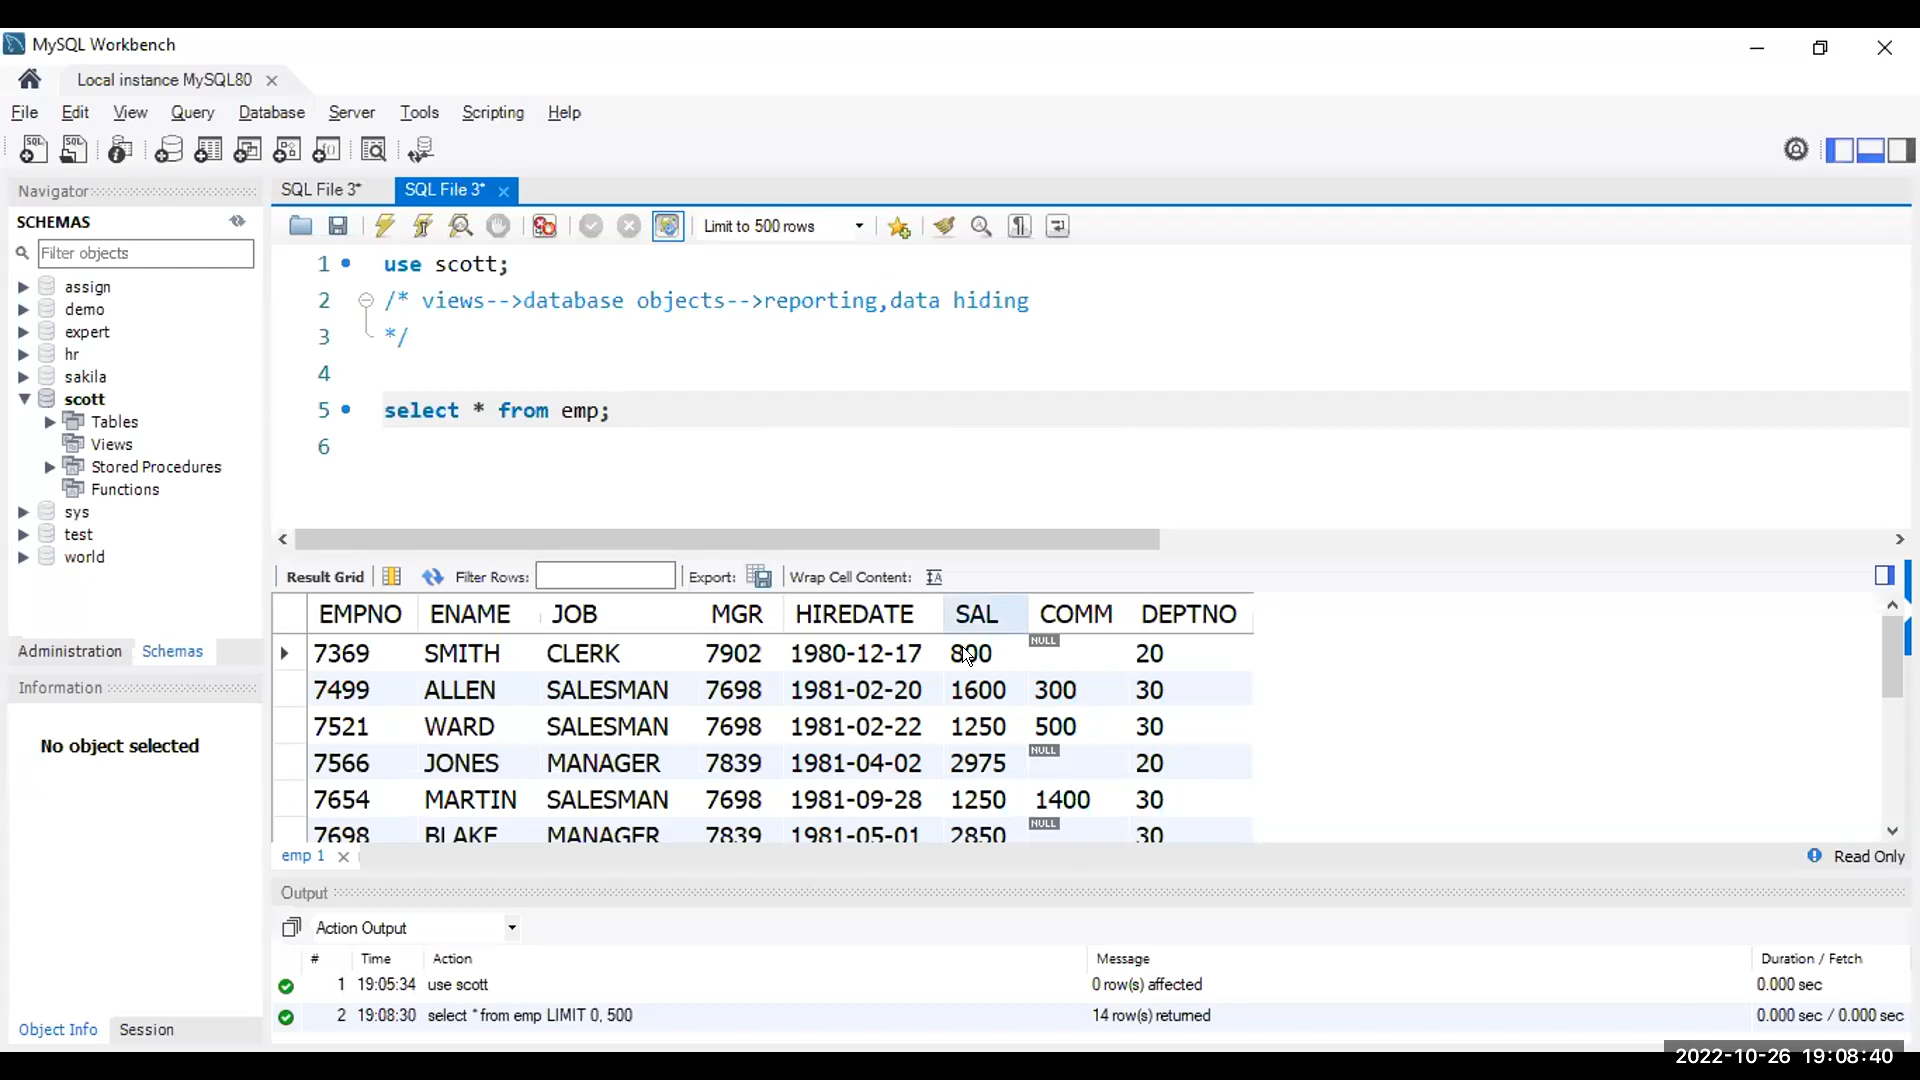 MySQL Workbench
Local instance MySQL80
File Edit View Query Database Server Tools Scripting Help
Navigator
SQL File 3* SQL File 3*
SCHEMAS
Limit to 500 rows
Filter objects
assign
demo
expert
hr
sakila
scott
Tables
Views
Stored Procedures
Functions
sys
test
world
1 use scott;
2 /* views-->database objects-->reporting,data hiding
3 */
4
5 select * from emp;
6
Result Grid Filter Rows: Export: Wrap Cell Content:
EMPNO ENAME JOB MGR HIREDATE SAL COMM DEPTNO
7369 SMITH CLERK 7902 1980-12-17 800 NULL 20
7499 ALLEN SALESMAN 7698 1981-02-20 1600 300 30
7521 WARD SALESMAN 7698 1981-02-22 1250 500 30
7566 JONES MANAGER 7839 1981-04-02 2975 NULL 20
7654 MARTIN SALESMAN 7698 1981-09-28 1250 1400 30
7698 BLAKE MANAGER 7839 1981-05-01 2850 NULL 30
Administration Schemas
Information
No object selected
emp 1
Read Only
Output
Action Output
# Time Action Message Duration / Fetch
1 19:05:34 use scott 0 row(s) affected 0.000 sec
2 19:08:30 select * from emp LIMIT 0, 500 14 row(s) returned 0.000 sec / 0.000 sec
Object Info Session
2022-10-26 19:08:40